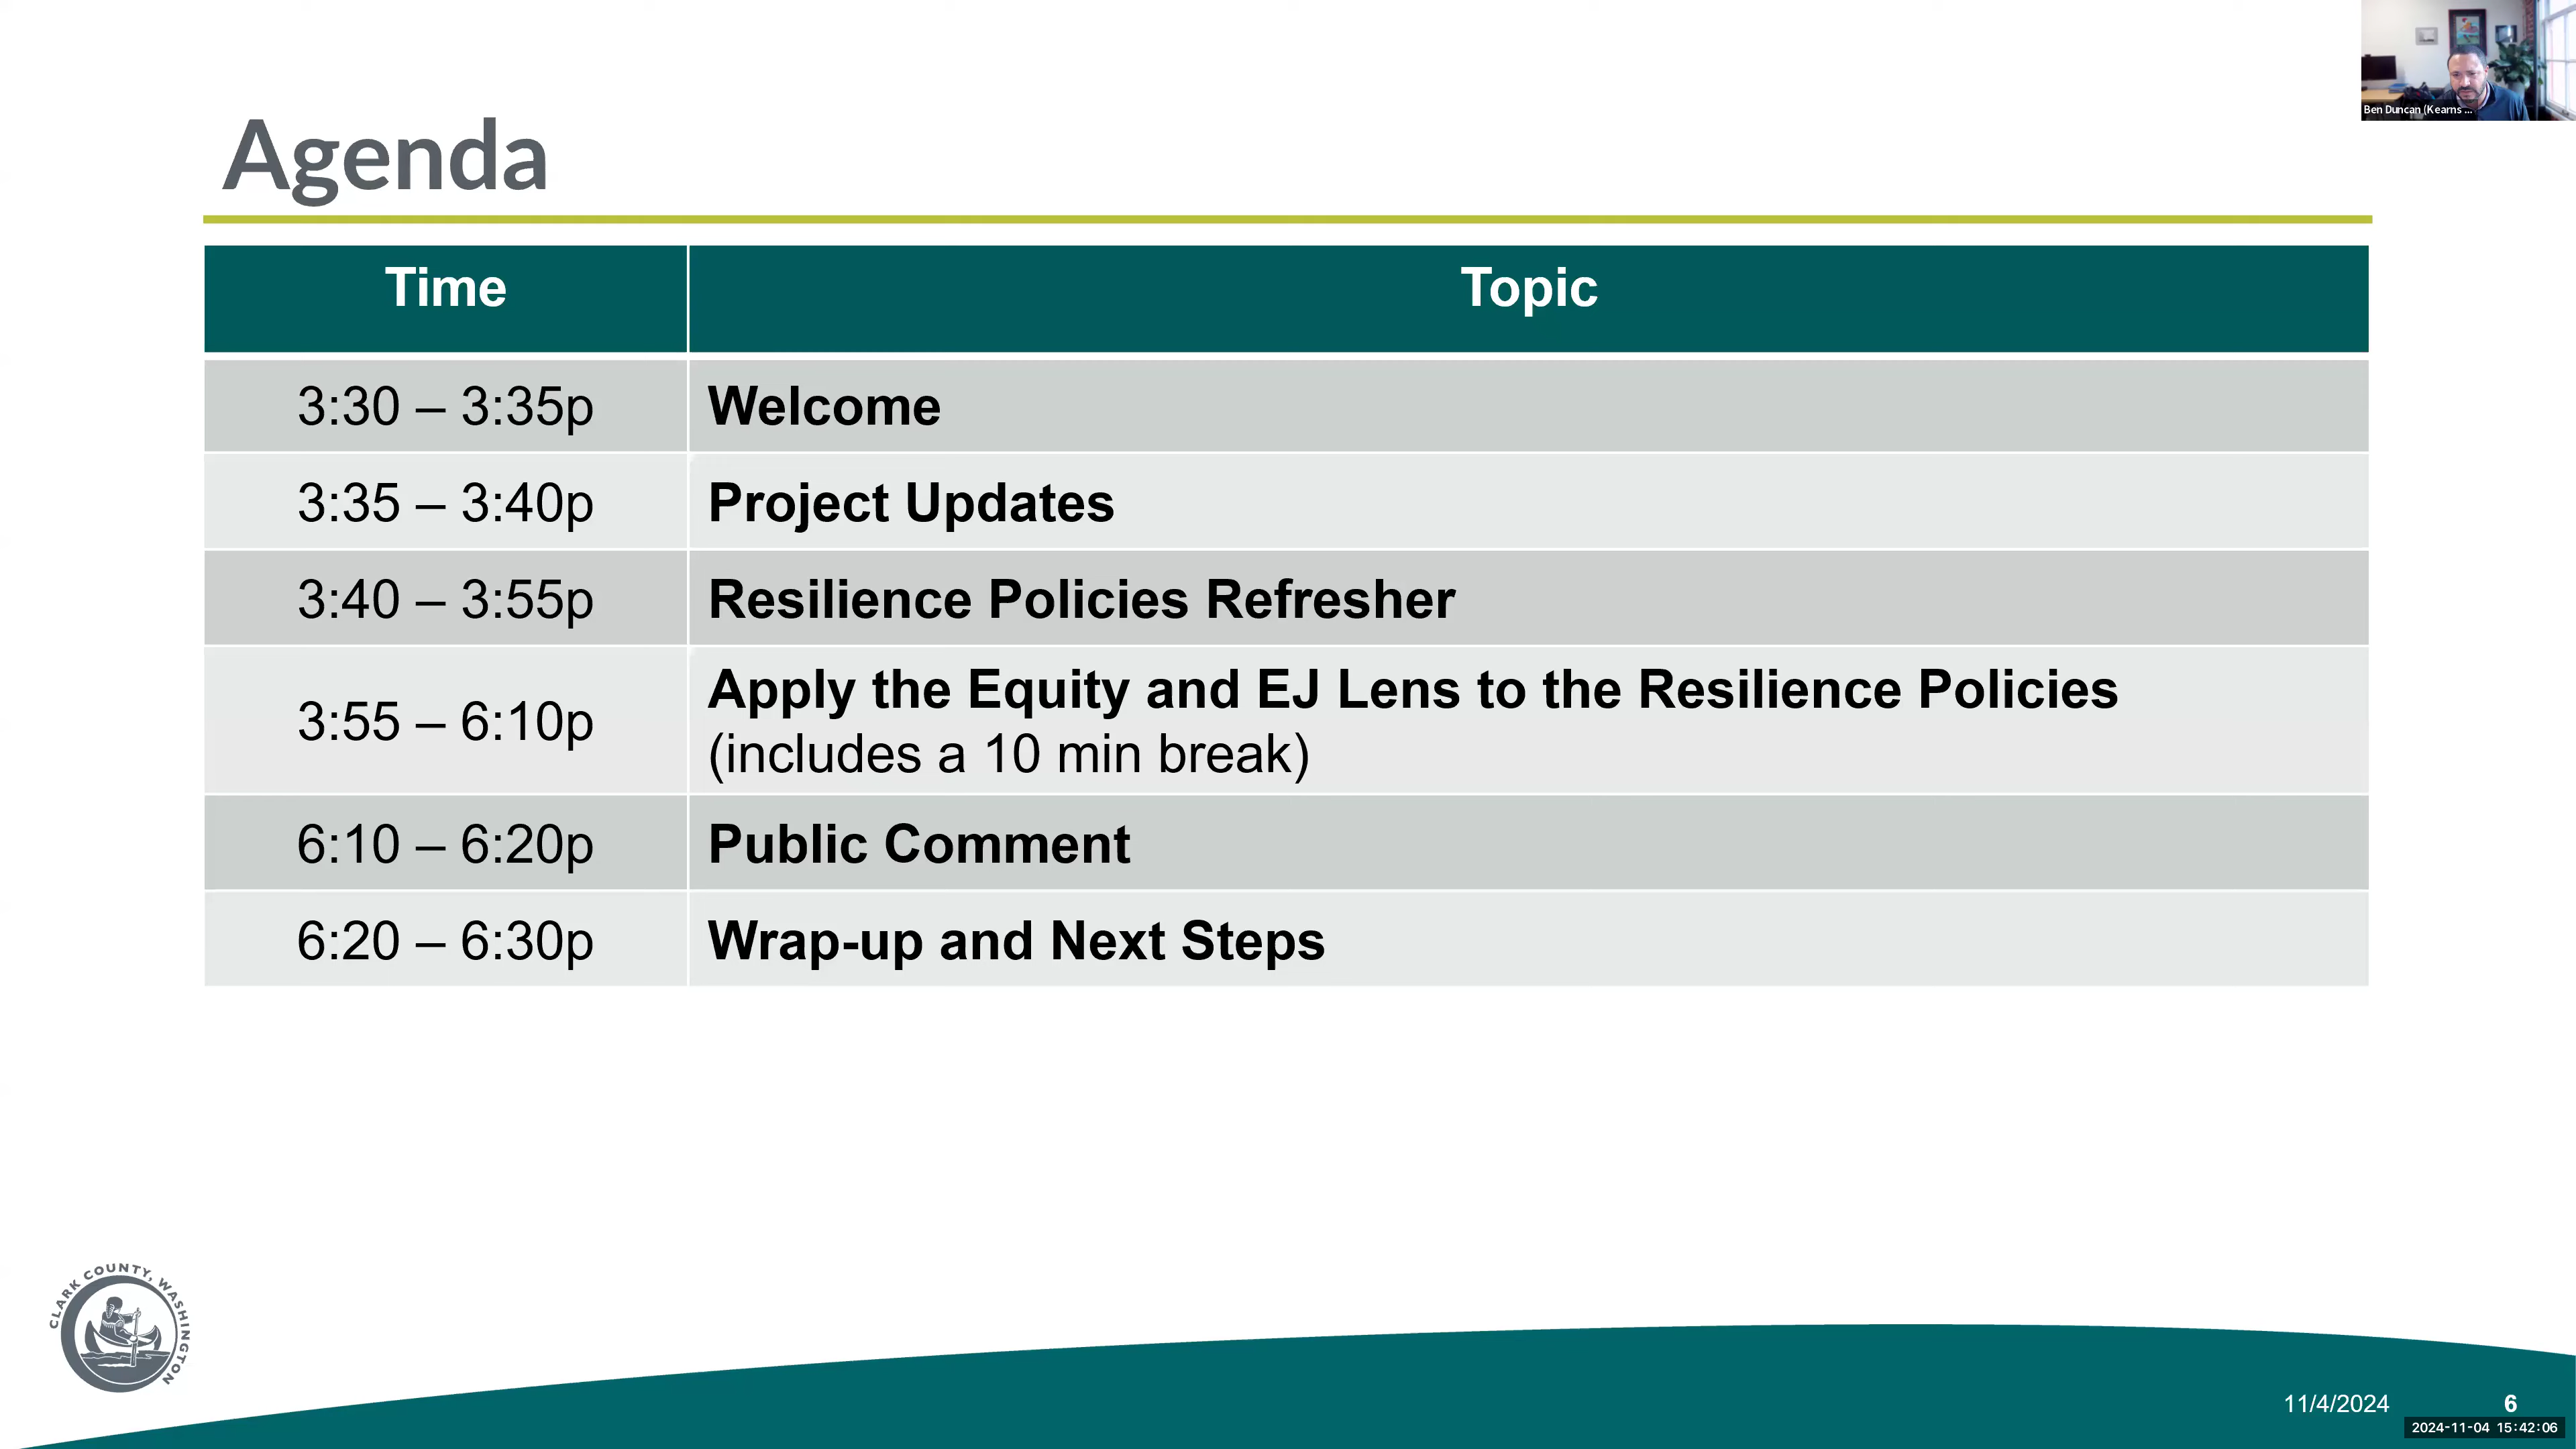 Ben Duncan (Kearns ...
Agenda
Time Topic
3:30 – 3:35p Welcome
3:35 – 3:40p Project Updates
3:40 – 3:55p Resilience Policies Refresher
3:55 – 6:10p Apply the Equity and EJ Lens to the Resilience Policies
(includes a 10 min break)
6:10 – 6:20p Public Comment
6:20 – 6:30p Wrap-up and Next Steps
CLARK COUNTY, WASHINGTON
11/4/2024 6
2024-11-04 15:42:06